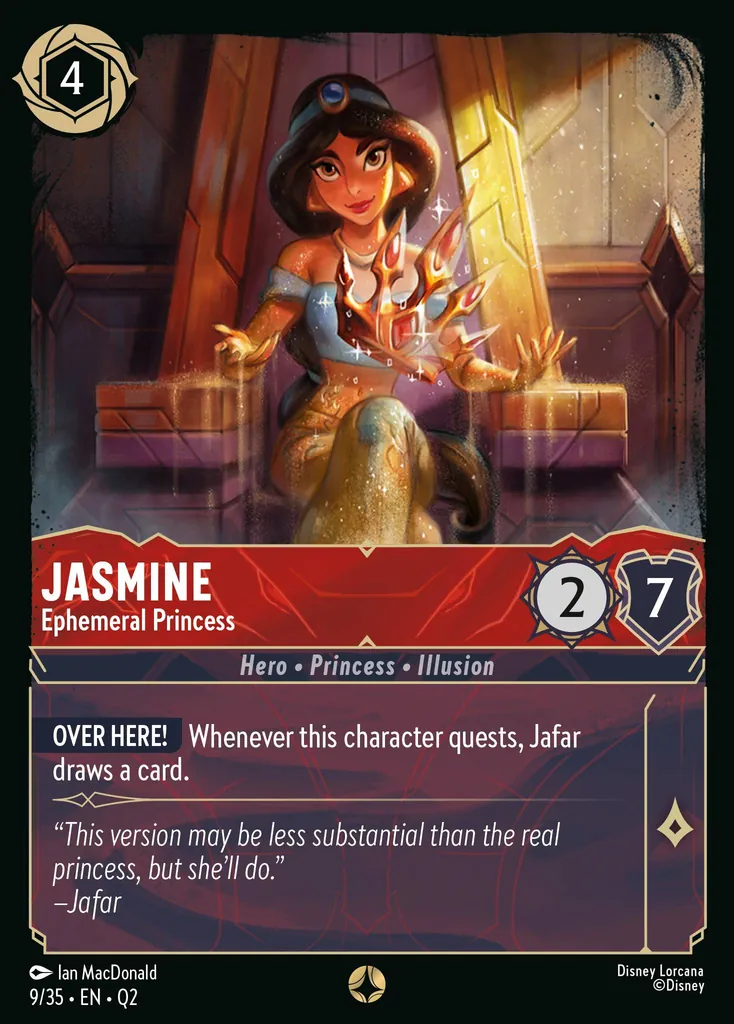 4
JASMINE
Ephemeral Princess
2
7
Hero • Princess • Illusion
OVER HERE! Whenever this character quests, Jafar
draws a card.
“This version may be less substantial than the real
princess, but she’ll do.”
–Jafar
Ian MacDonald
9/35 • EN • Q2
Disney Lorcana
©Disney